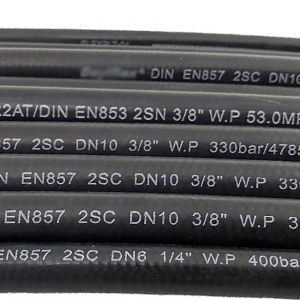 DIN EN857 2SC DN10
2AT/DIN EN853 2SN 3/8" W.P 53.0MP
EN857 2SC DN10 3/8" W.P 330bar/4785
N EN857 2SC DN10 3/8" W.P 33
EN857 2SC DN10 3/8" W.P 3
EN857 2SC DN6 1/4" W.P 400ba